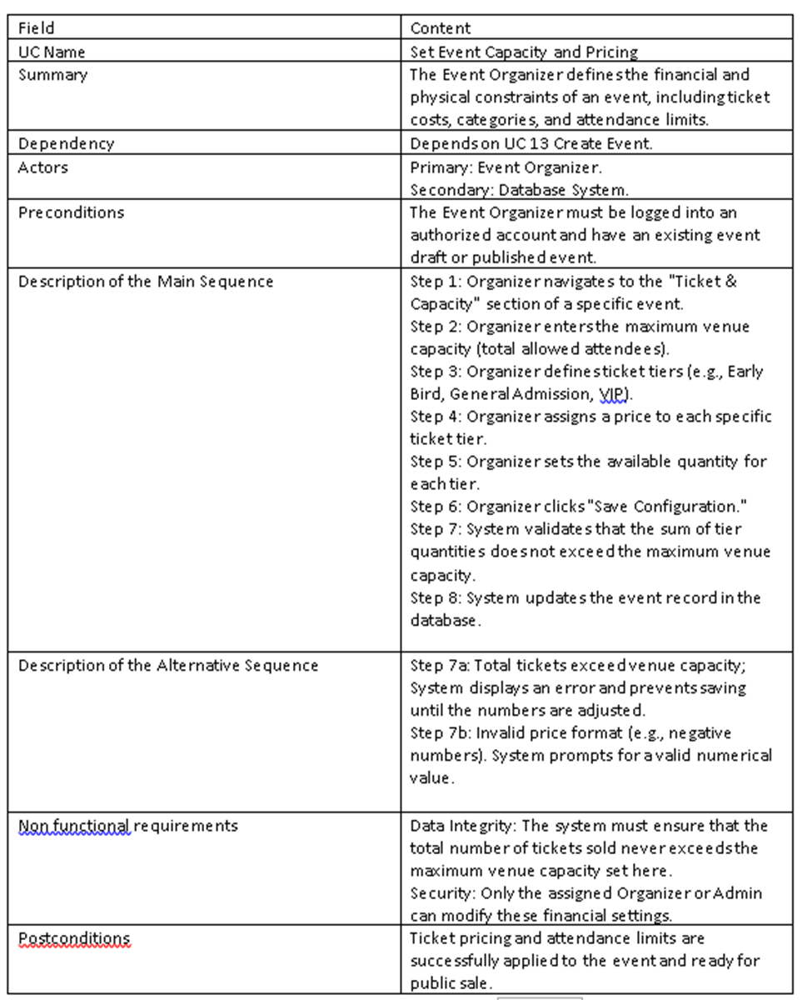 Field
Content
UC Name
Set Event Capacity and Pricing
Summary
The Event Organizer defines the financial and
physical constraints of an event, including ticket
costs, categories, and attendance limits.
Dependency
Depends on UC 13 Create Event.
Actors
Primary: Event Organizer.
Secondary: Database System.
Preconditions
The Event Organizer must be logged into an
authorized account and have an existing event
draft or published event.
Description of the Main Sequence
Step 1: Organizer navigates to the "Ticket &
Capacity" section of a specific event.
Step 2: Organizer enters the maximum venue
capacity (total allowed attendees).
Step 3: Organizer defines ticket tiers (e.g., Early
Bird, General Admission, VIP).
Step 4: Organizer assigns a price to each specific
ticket tier.
Step 5: Organizer sets the available quantity for
each tier.
Step 6: Organizer clicks "Save Configuration."
Step 7: System validates that the sum of tier
quantities does not exceed the maximum venue
capacity.
Step 8: System updates the event record in the
database.
Description of the Alternative Sequence
Step 7a: Total tickets exceed venue capacity;
System displays an error and prevents saving
until the numbers are adjusted.
Step 7b: Invalid price format (e.g., negative
numbers). System prompts for a valid numerical
value.
Non functional requirements
Data Integrity: The system must ensure that the
total number of tickets sold never exceeds the
maximum venue capacity set here.
Security: Only the assigned Organizer or Admin
can modify these financial settings.
Postconditions
Ticket pricing and attendance limits are
successfully applied to the event and ready for
public sale.